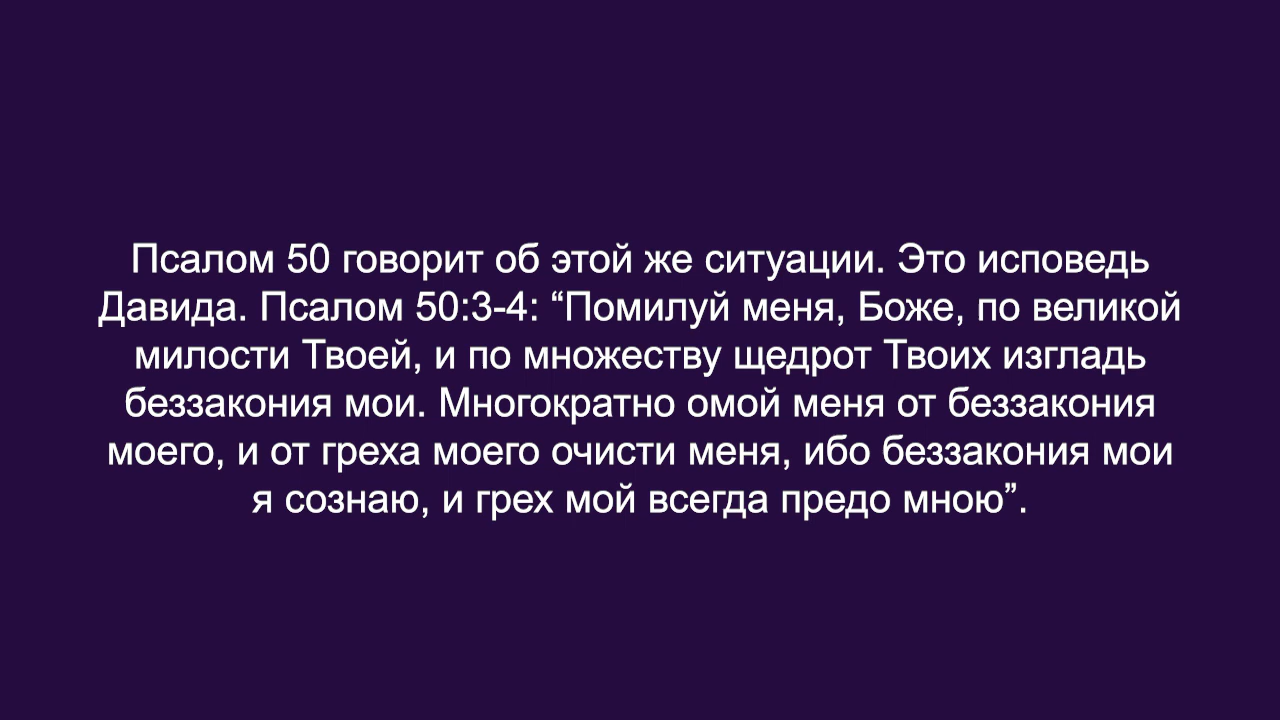 Псалом 50 говорит об этой же ситуации. Это исповедь
Давида. Псалом 50:3-4: “Помилуй меня, Боже, по великой
милости Твоей, и по множеству щедрот Твоих изгладь
беззакония мои. Многократно омой меня от беззакония
моего, и от греха моего очисти меня, ибо беззакония мои
я сознаю, и грех мой всегда предо мною”.